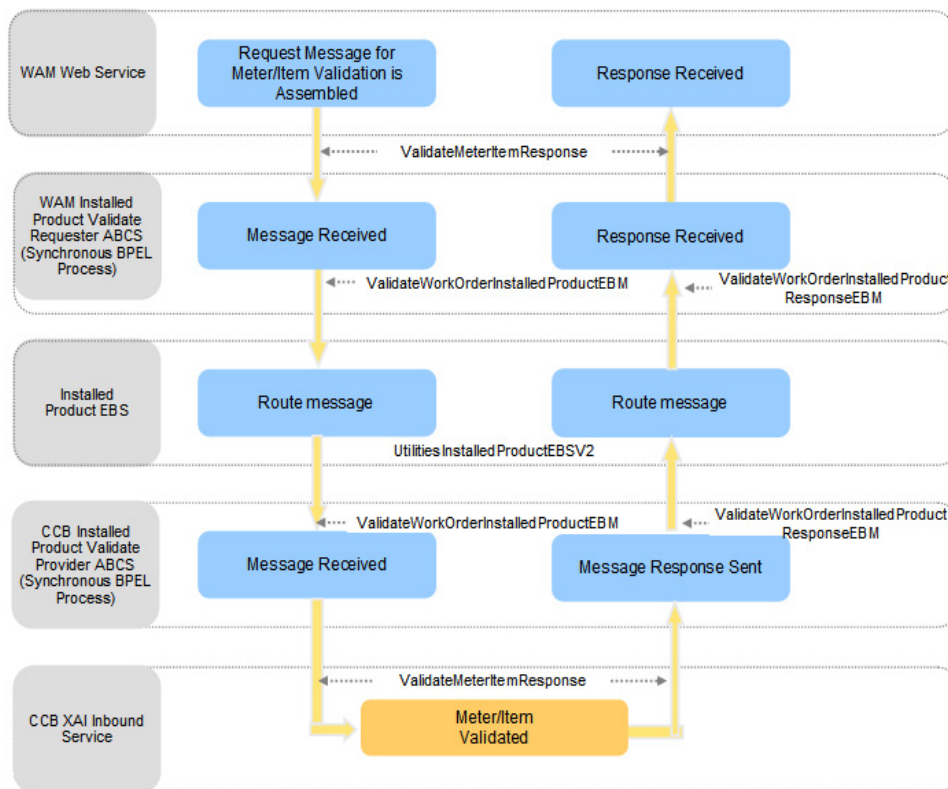 WAM Web Service
Request Message for
Meter/Item Validation is
Assembled
Response Received
ValidateMeterItemResponse
WAM Installed
Product Validate
Requester ABCS
(Synchronous BPEL
Process)
Message Received
Response Received
ValidateWorkOrderInstalledProductEBM
ValidateWorkOrderInstalledProduct
ResponseEBM
Installed
Product EBS
Route message
Route message
UtilitiesInstalledProductEBSV2
CCB Installed
Product Validate
Provider ABCS
(Synchronous BPEL
Process)
ValidateWorkOrderInstalledProductEBM
ValidateWorkOrderInstalledProduct
ResponseEBM
Message Received
Message Response Sent
CCB XAI Inbound
Service
ValidateMeterItemResponse
Meter/Item
Validated